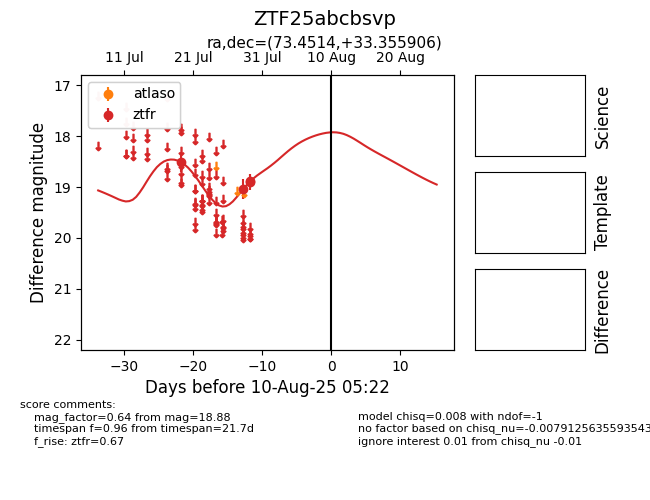 ZTF25abcbsvp
ra,dec=(73.4514,+33.355906)
11 Jul
21 Jul
31 Jul
10 Aug
20 Aug
atlaso
ztfr
17
18
19
20
21
22
Difference magnitude
−30
−20
−10
0
10
Days before 10-Aug-25 05:22
Science
Template
Difference
score comments:
mag_factor=0.64 from mag=18.88
timespan f=0.96 from timespan=21.7d
f_rise: ztfr=0.67
model chisq=0.008 with ndof=-1
no factor based on chisq_nu=-0.0079125635593543
ignore interest 0.01 from chisq_nu -0.01